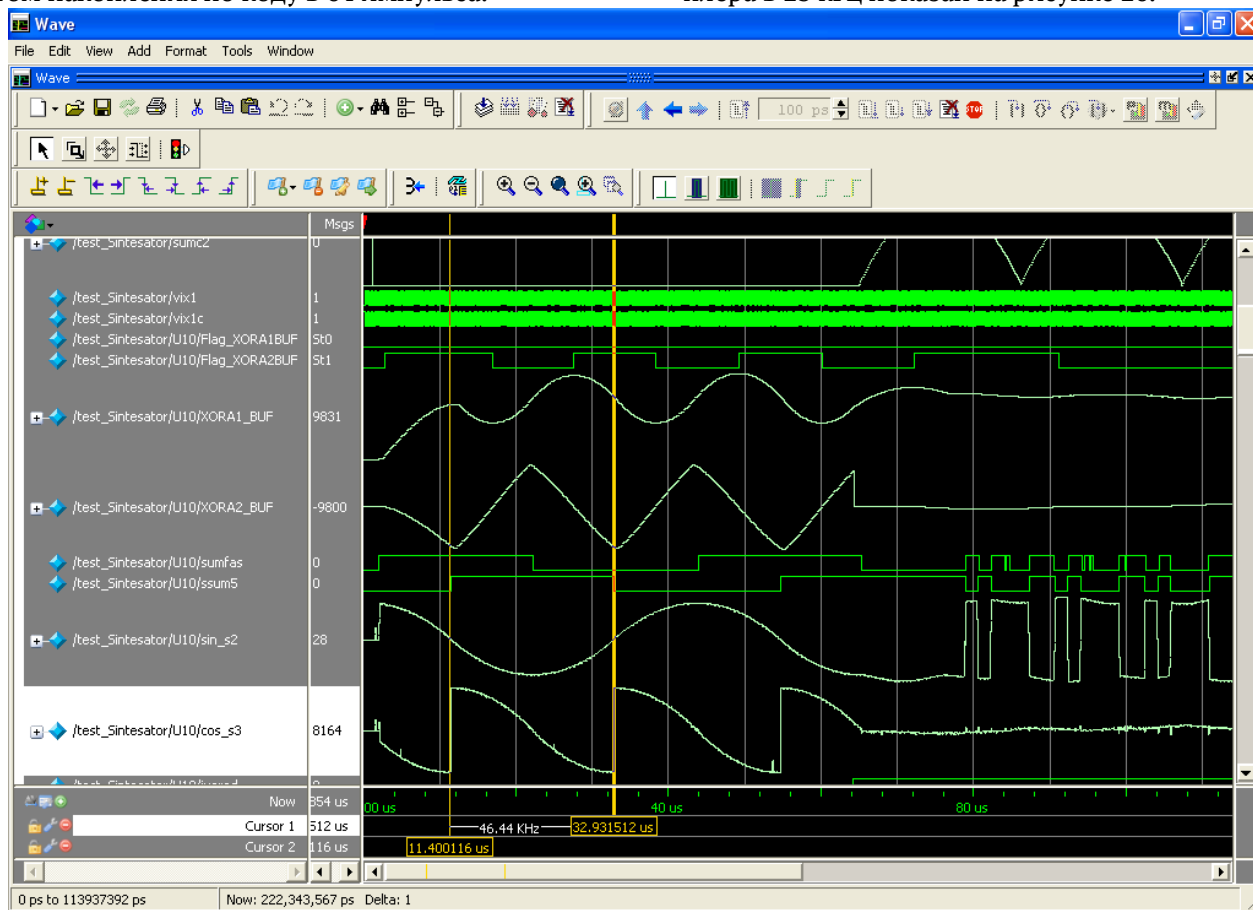 Wave
File Edit View Add Format Tools Window
Wave
100 ps
Msgs
/test_Sintesator/sumc2
/test_Sintesator/vix1 1
/test_Sintesator/vix1c 1
/test_Sintesator/U10/Flag_XORA1BUF St0
/test_Sintesator/U10/Flag_XORA2BUF St1
/test_Sintesator/U10/XORA1_BUF 9831
/test_Sintesator/U10/XORA2_BUF -9800
/test_Sintesator/U10/sumfas 0
/test_Sintesator/U10/ssum5 0
/test_Sintesator/U10/sin_s2 28
/test_Sintesator/U10/cos_s3 8164
Now 854 us 00 us 40 us 80 us
Cursor 1 512 us 46.44 KHz 32.931512 us
Cursor 2 116 us 11.400116 us
0 ps to 113937392 ps Now: 222,343,567 ps Delta: 1